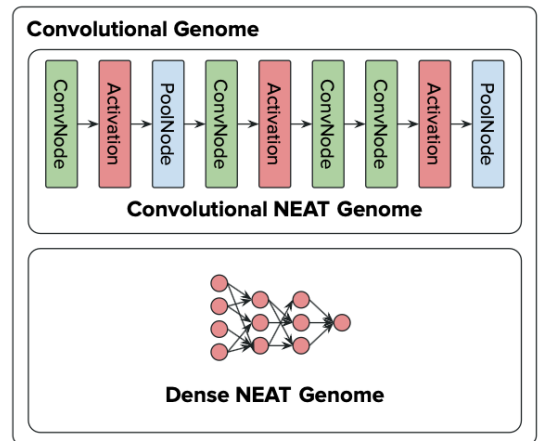 Convolutional Genome
ConvNode
Activation
PoolNode
ConvNode
Activation
ConvNode
ConvNode
Activation
PoolNode
Convolutional NEAT Genome
Dense NEAT Genome